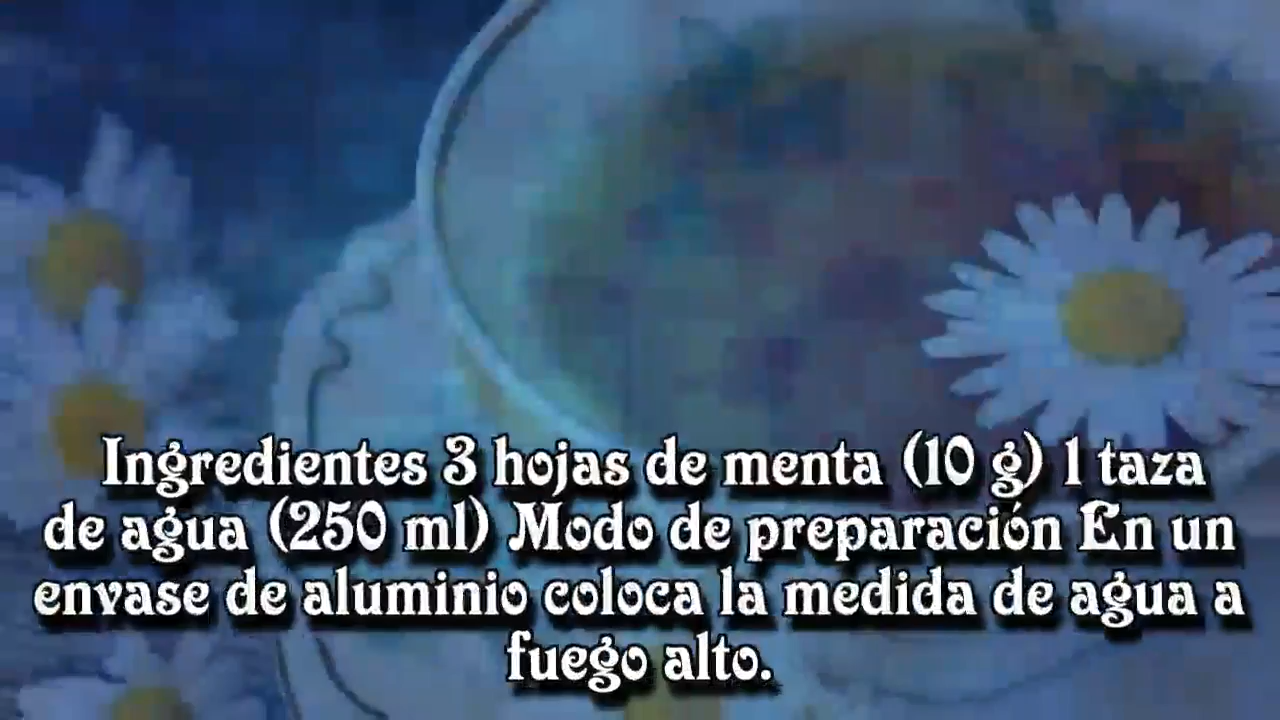 Ingredientes 3 hojas de menta (10 g) 1 taza
de agua (250 ml) Modo de preparación En un
envase de aluminio coloca la medida de agua a
fuego alto.